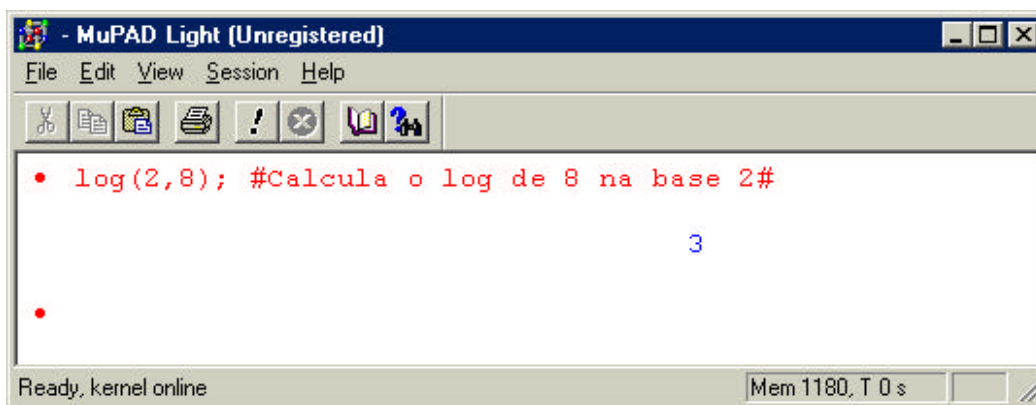 - MuPAD Light (Unregistered)
File Edit View Session Help
• log(2,8); #Calcula o log de 8 na base 2#
3
•
Ready, kernel online Mem 1180, T 0 s